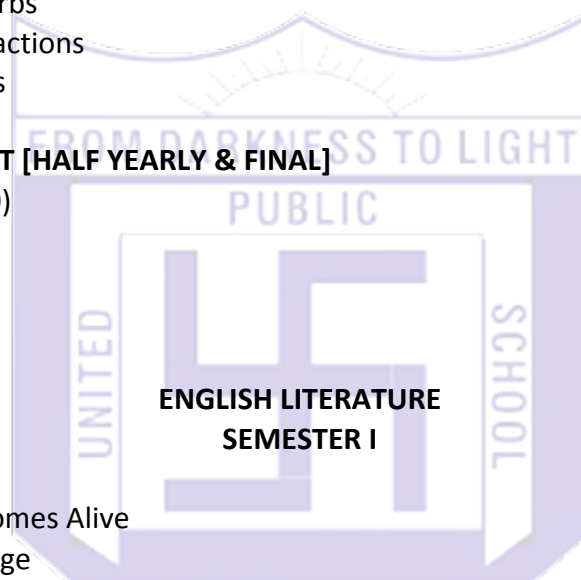 rbs
actions
s
FROM DARKNESS TO LIGHT
T [HALF YEARLY & FINAL]
)
PUBLIC
UNITED
SCHOOL
ENGLISH LITERATURE
SEMESTER I
omes Alive
ge